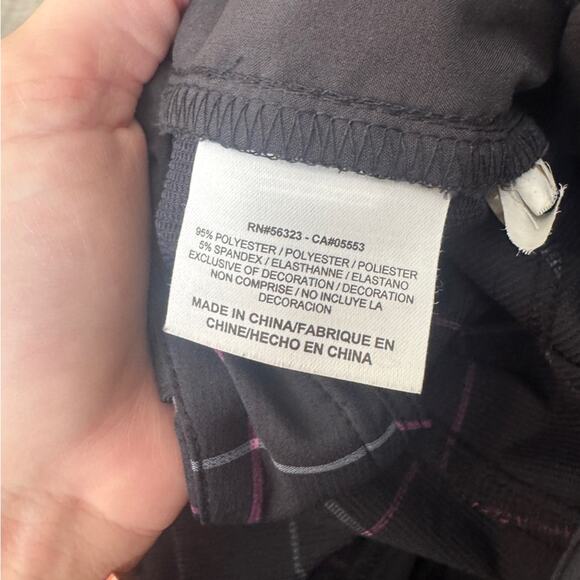 RN#56323 - CA#05553
95% POLYESTER / POLYESTER / POLIESTER
5% SPANDEX / ELASTHANNE / ELASTANO
EXCLUSIVE OF DECORATION / DECORATION
NON COMPRISE / NO INCLUYE LA
DECORACION
MADE IN CHINA/FABRIQUE EN
CHINE/HECHO EN CHINA